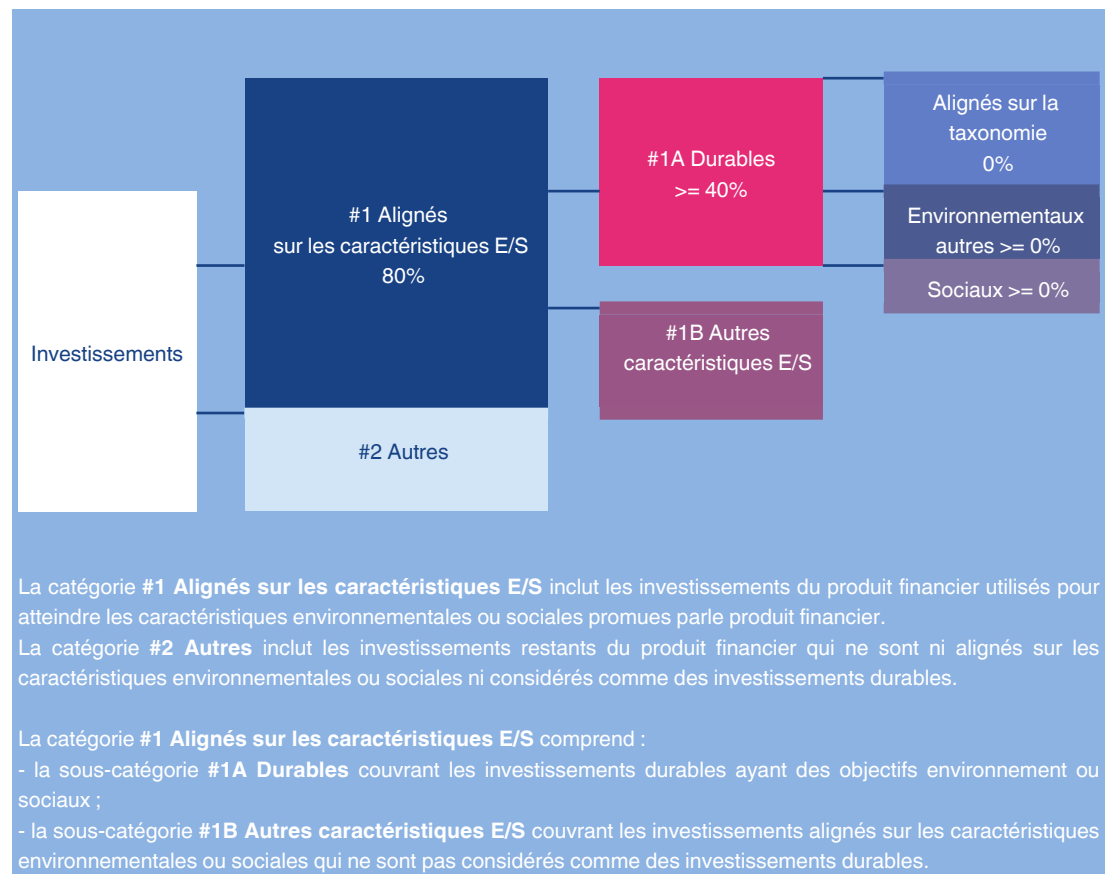 Investissements
#1 Alignés
sur les caractéristiques E/S
80%
#2 Autres
#1A Durables
>= 40%
#1B Autres
caractéristiques E/S
Alignés sur la
taxonomie
0%
Environnementaux
autres >= 0%
Sociaux >= 0%
La catégorie #1 Alignés sur les caractéristiques E/S inclut les investissements du produit financier utilisés pour
atteindre les caractéristiques environnementales ou sociales promues parle produit financier.
La catégorie #2 Autres inclut les investissements restants du produit financier qui ne sont ni alignés sur les
caractéristiques environnementales ou sociales ni considérés comme des investissements durables.
La catégorie #1 Alignés sur les caractéristiques E/S comprend :
- la sous-catégorie #1A Durables couvrant les investissements durables ayant des objectifs environnement ou
sociaux ;
- la sous-catégorie #1B Autres caractéristiques E/S couvrant les investissements alignés sur les caractéristiques
environnementales ou sociales qui ne sont pas considérés comme des investissements durables.